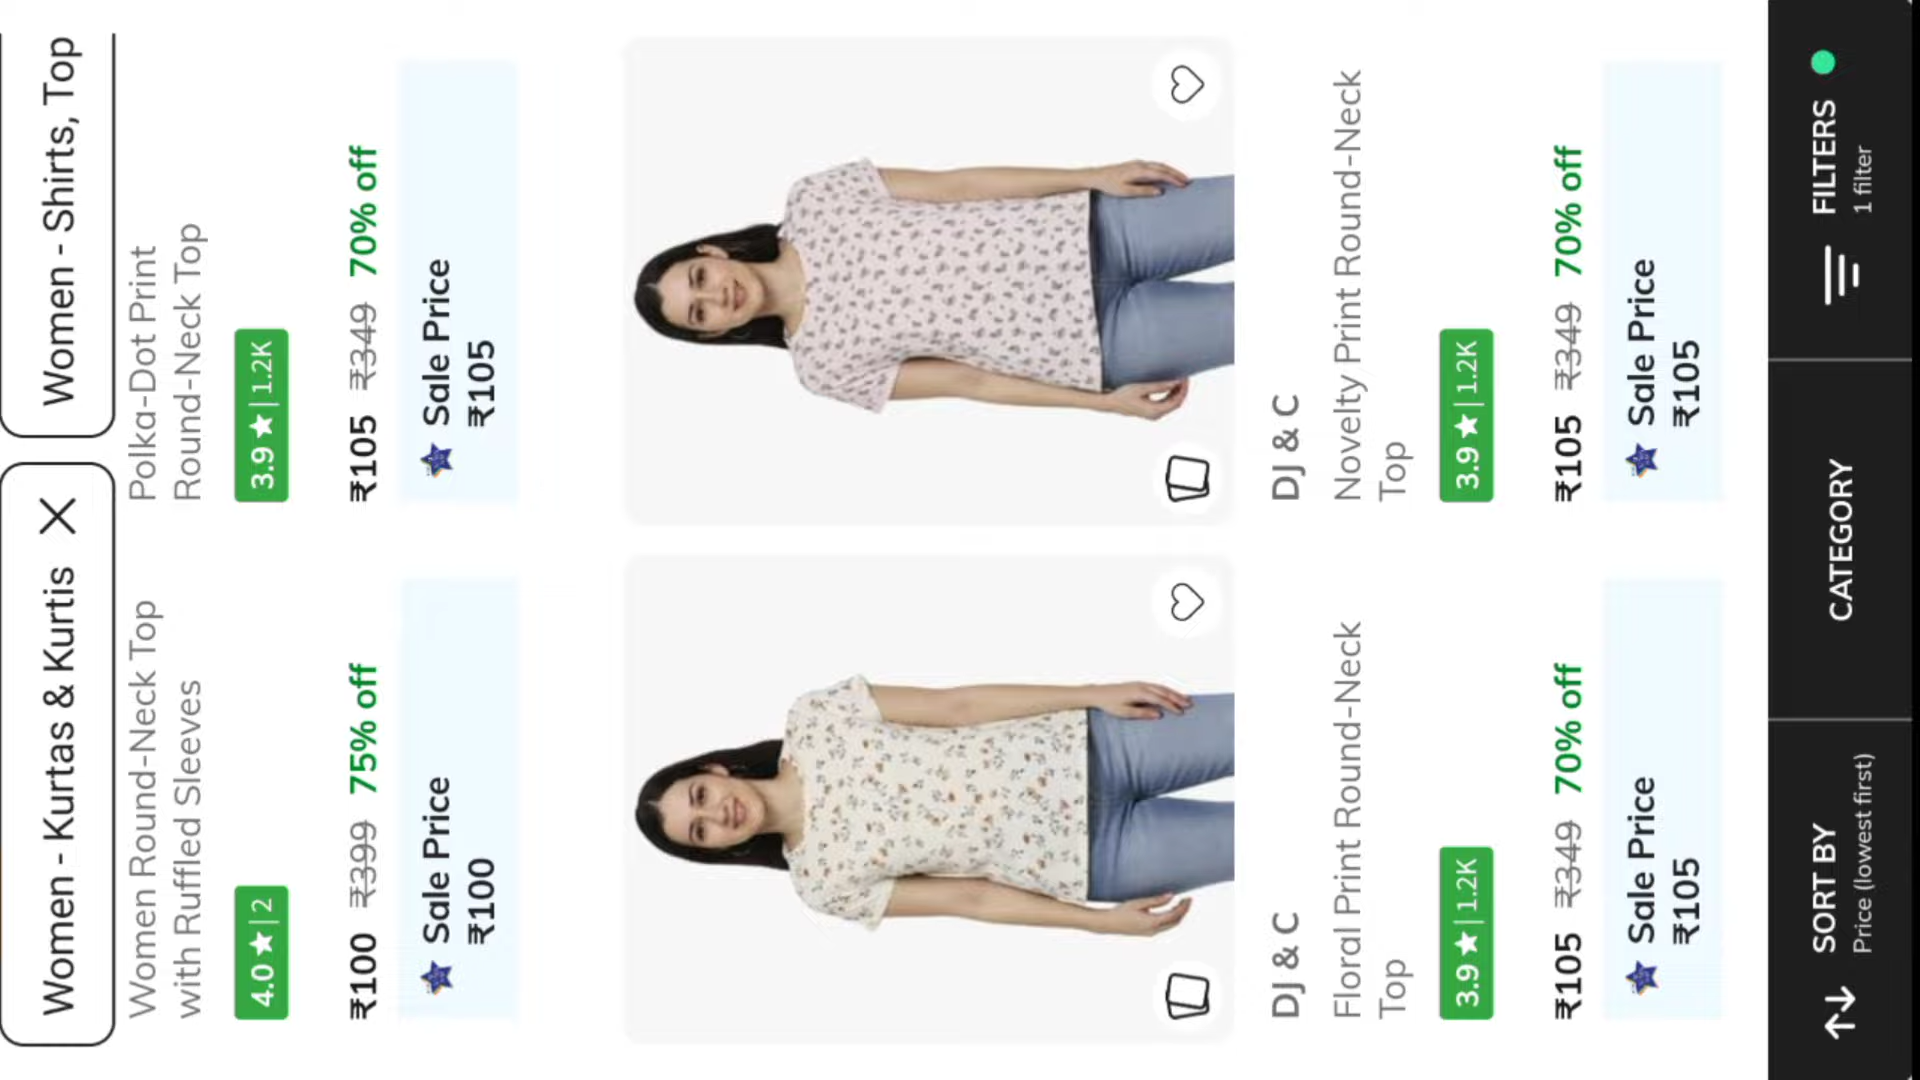 Women - Kurtas & Kurtis
Women - Shirts, Top
Women Round-Neck Top
with Ruffled Sleeves
4.0 ★ | 2
₹100 ₹399 75% off
Sale Price
₹100
Polka-Dot Print
Round-Neck Top
3.9 ★ | 1.2K
₹105 ₹349 70% off
Sale Price
₹105
DJ & C
Floral Print Round-Neck
Top
3.9 ★ | 1.2K
₹105 ₹349 70% off
Sale Price
₹105
DJ & C
Novelty Print Round-Neck
Top
3.9 ★ | 1.2K
₹105 ₹349 70% off
Sale Price
₹105
SORT BY
Price (lowest first)
CATEGORY
FILTERS
1 filter